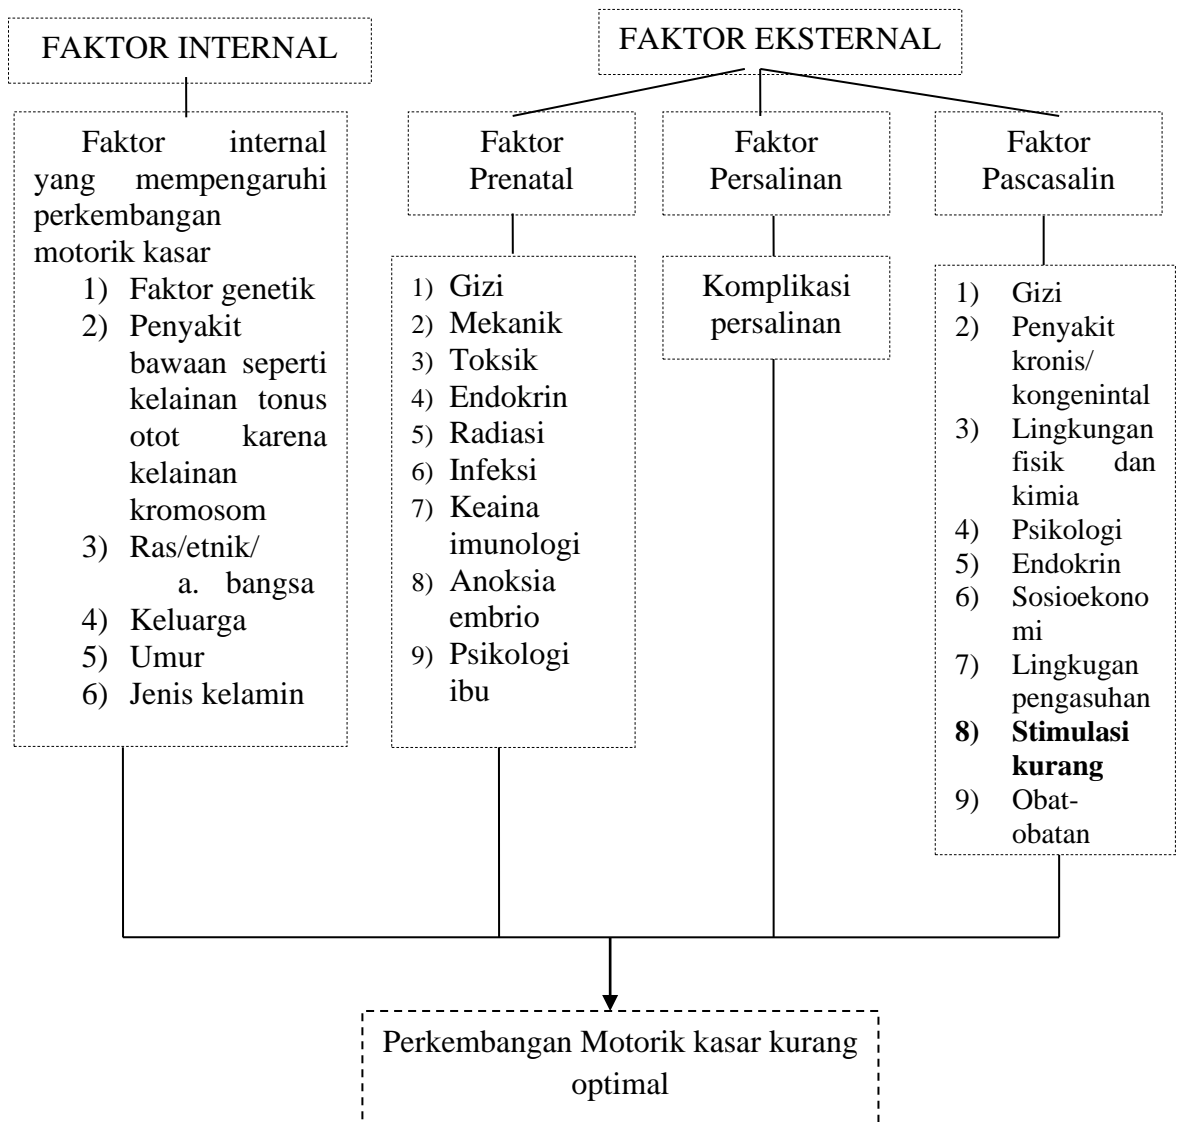 FAKTOR INTERNAL
FAKTOR EKSTERNAL
Faktor internal
yang mempengaruhi
perkembangan
motorik kasar
1) Faktor genetik
2) Penyakit
bawaan seperti
kelainan tonus
otot karena
kelainan
kromosom
3) Ras/etnik/
a. bangsa
4) Keluarga
5) Umur
6) Jenis kelamin
Faktor
Prenatal
1) Gizi
2) Mekanik
3) Toksik
4) Endokrin
5) Radiasi
6) Infeksi
7) Keaina
imunologi
8) Anoksia
embrio
9) Psikologi
ibu
Faktor
Persalinan
Komplikasi
persalinan
Faktor
Pascasalin
1) Gizi
2) Penyakit
kronis/
kongenintal
3) Lingkungan
fisik dan
kimia
4) Psikologi
5) Endokrin
6) Sosioekono
mi
7) Lingkugan
pengasuhan
8) Stimulasi
kurang
9) Obat-
obatan
Perkembangan Motorik kasar kurang
optimal